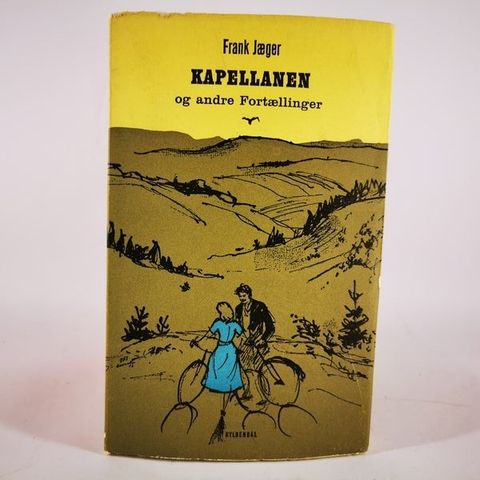 Frank Jæger
KAPELLANEN
og andre Fortællinger
GYLDENDAL